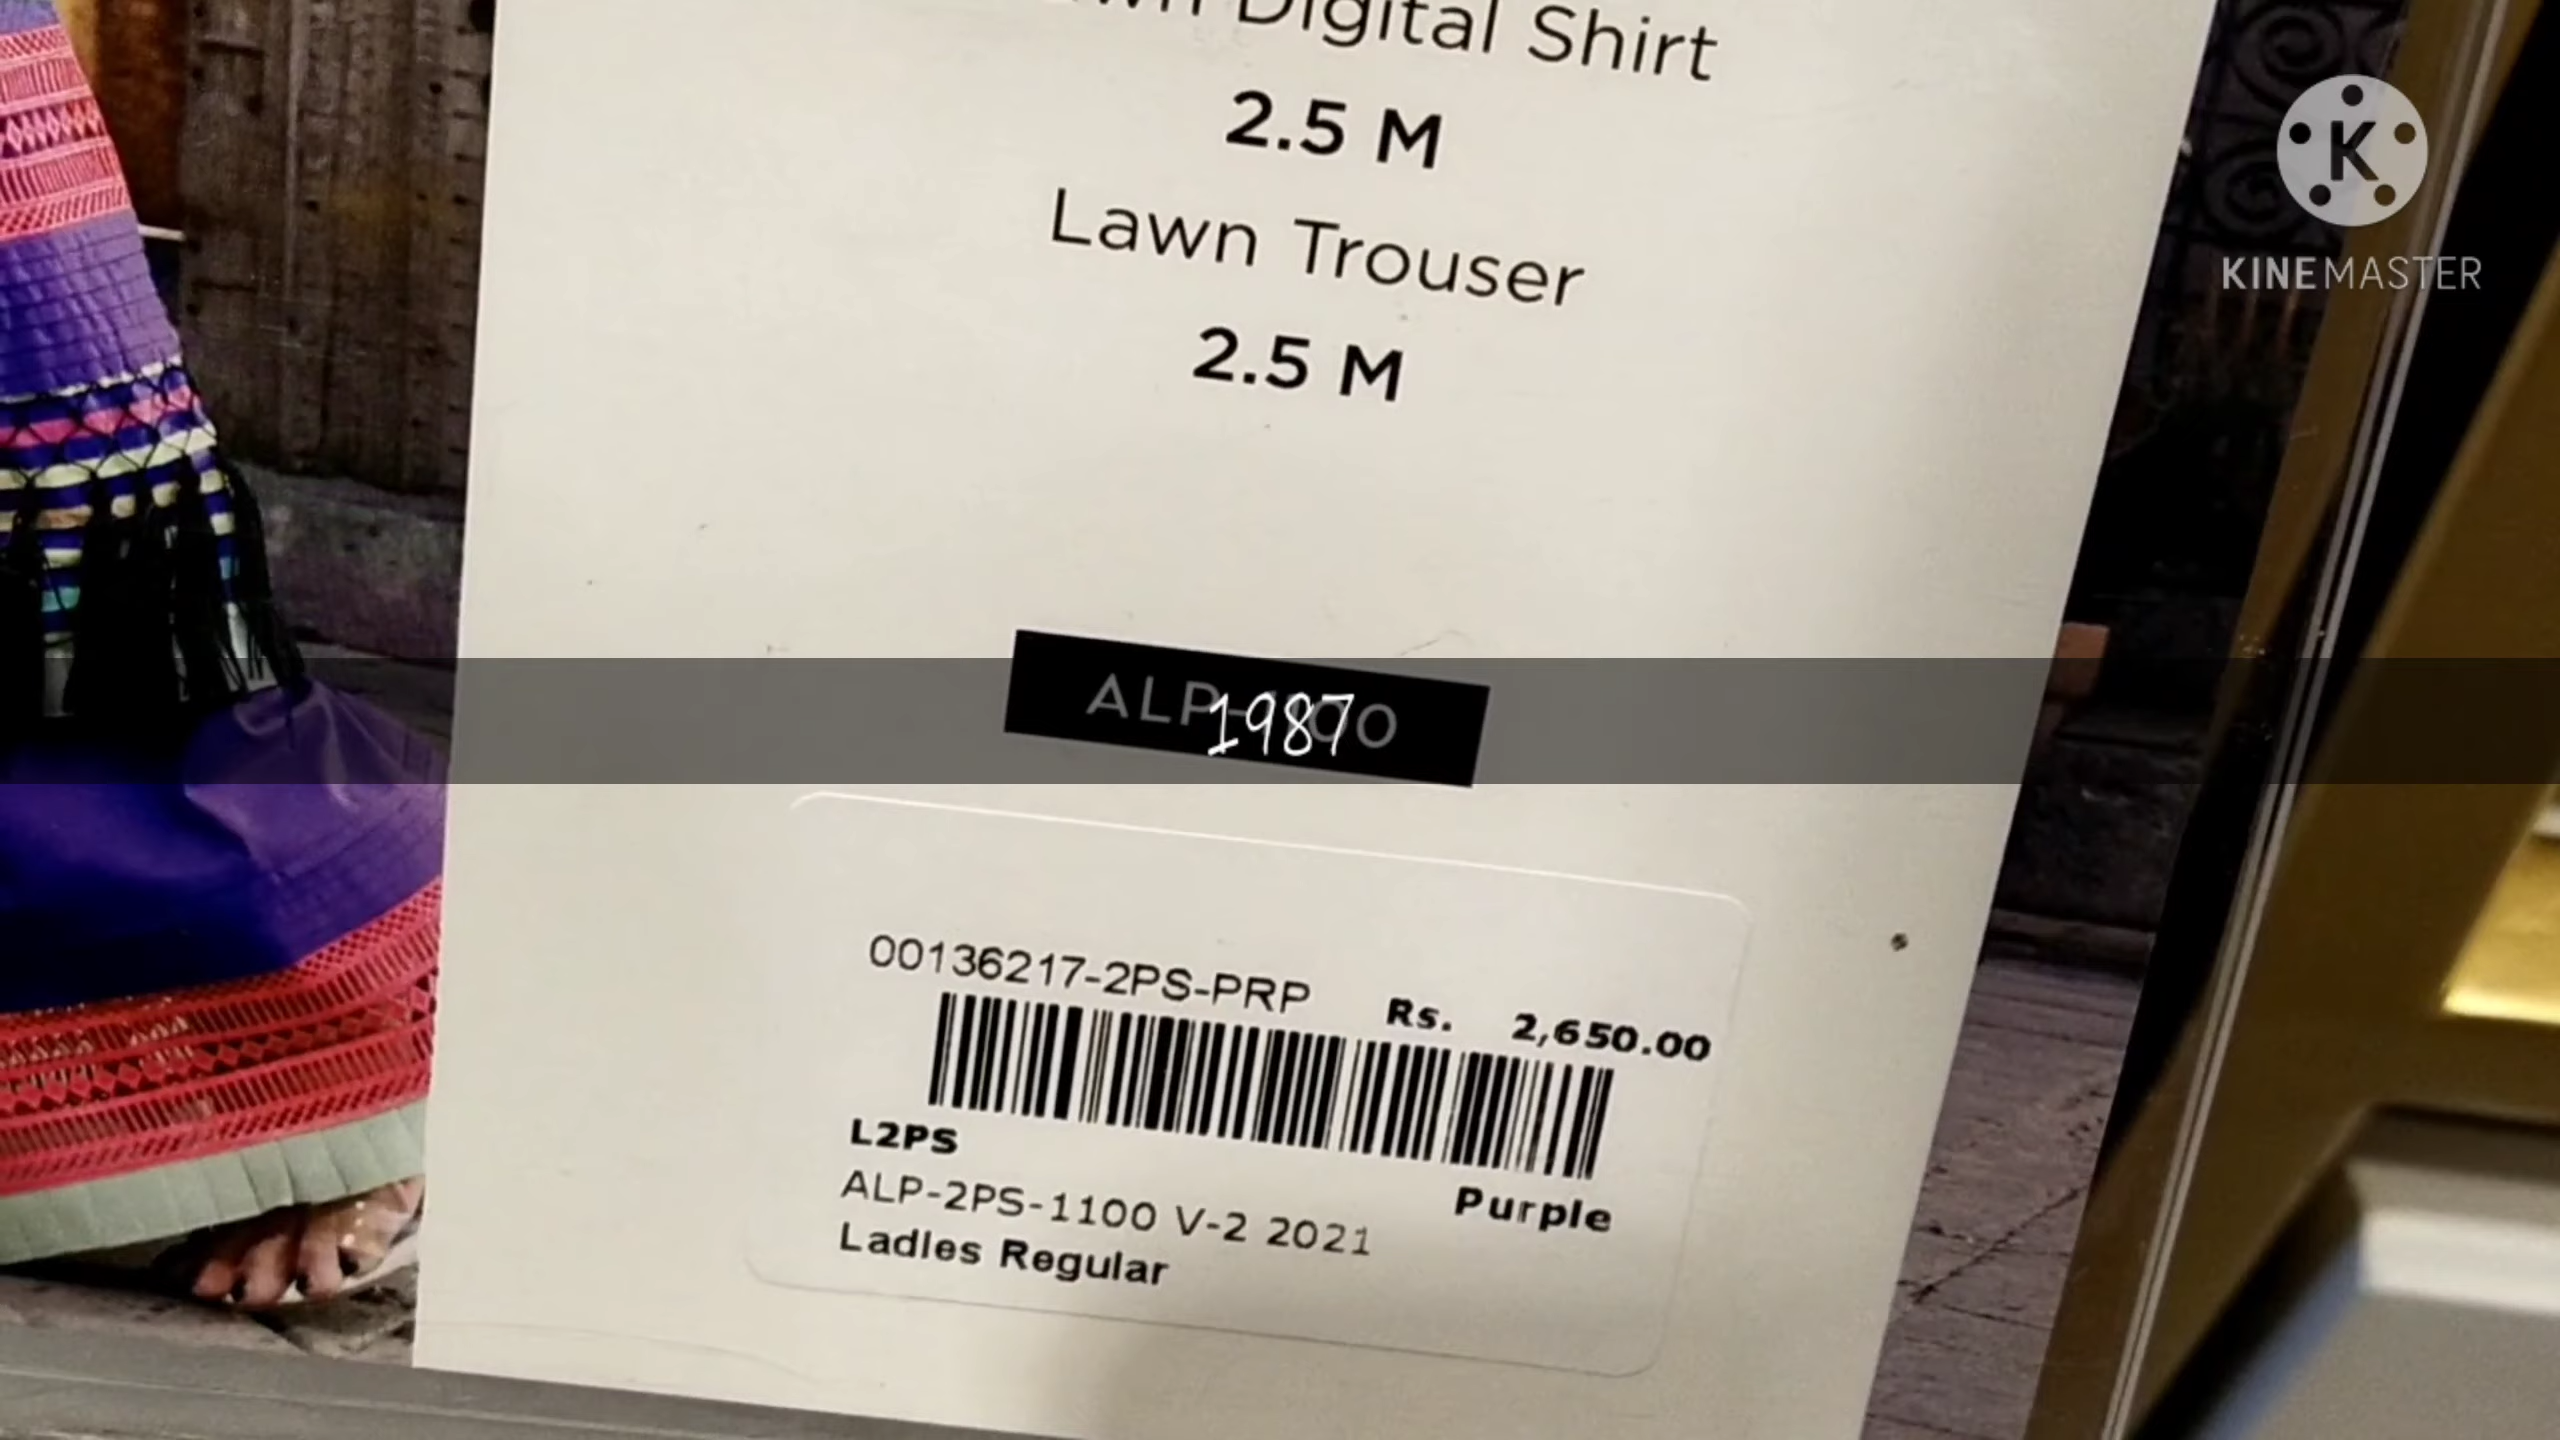 Digital Shirt
2.5 M
Lawn Trouser
2.5 M
K
KINEMASTER
1987
00136217-2PS-PRP
Rs. 2,650.00
L2PS
Purple
ALP-2PS-1100 V-2 2021
Ladies Regular